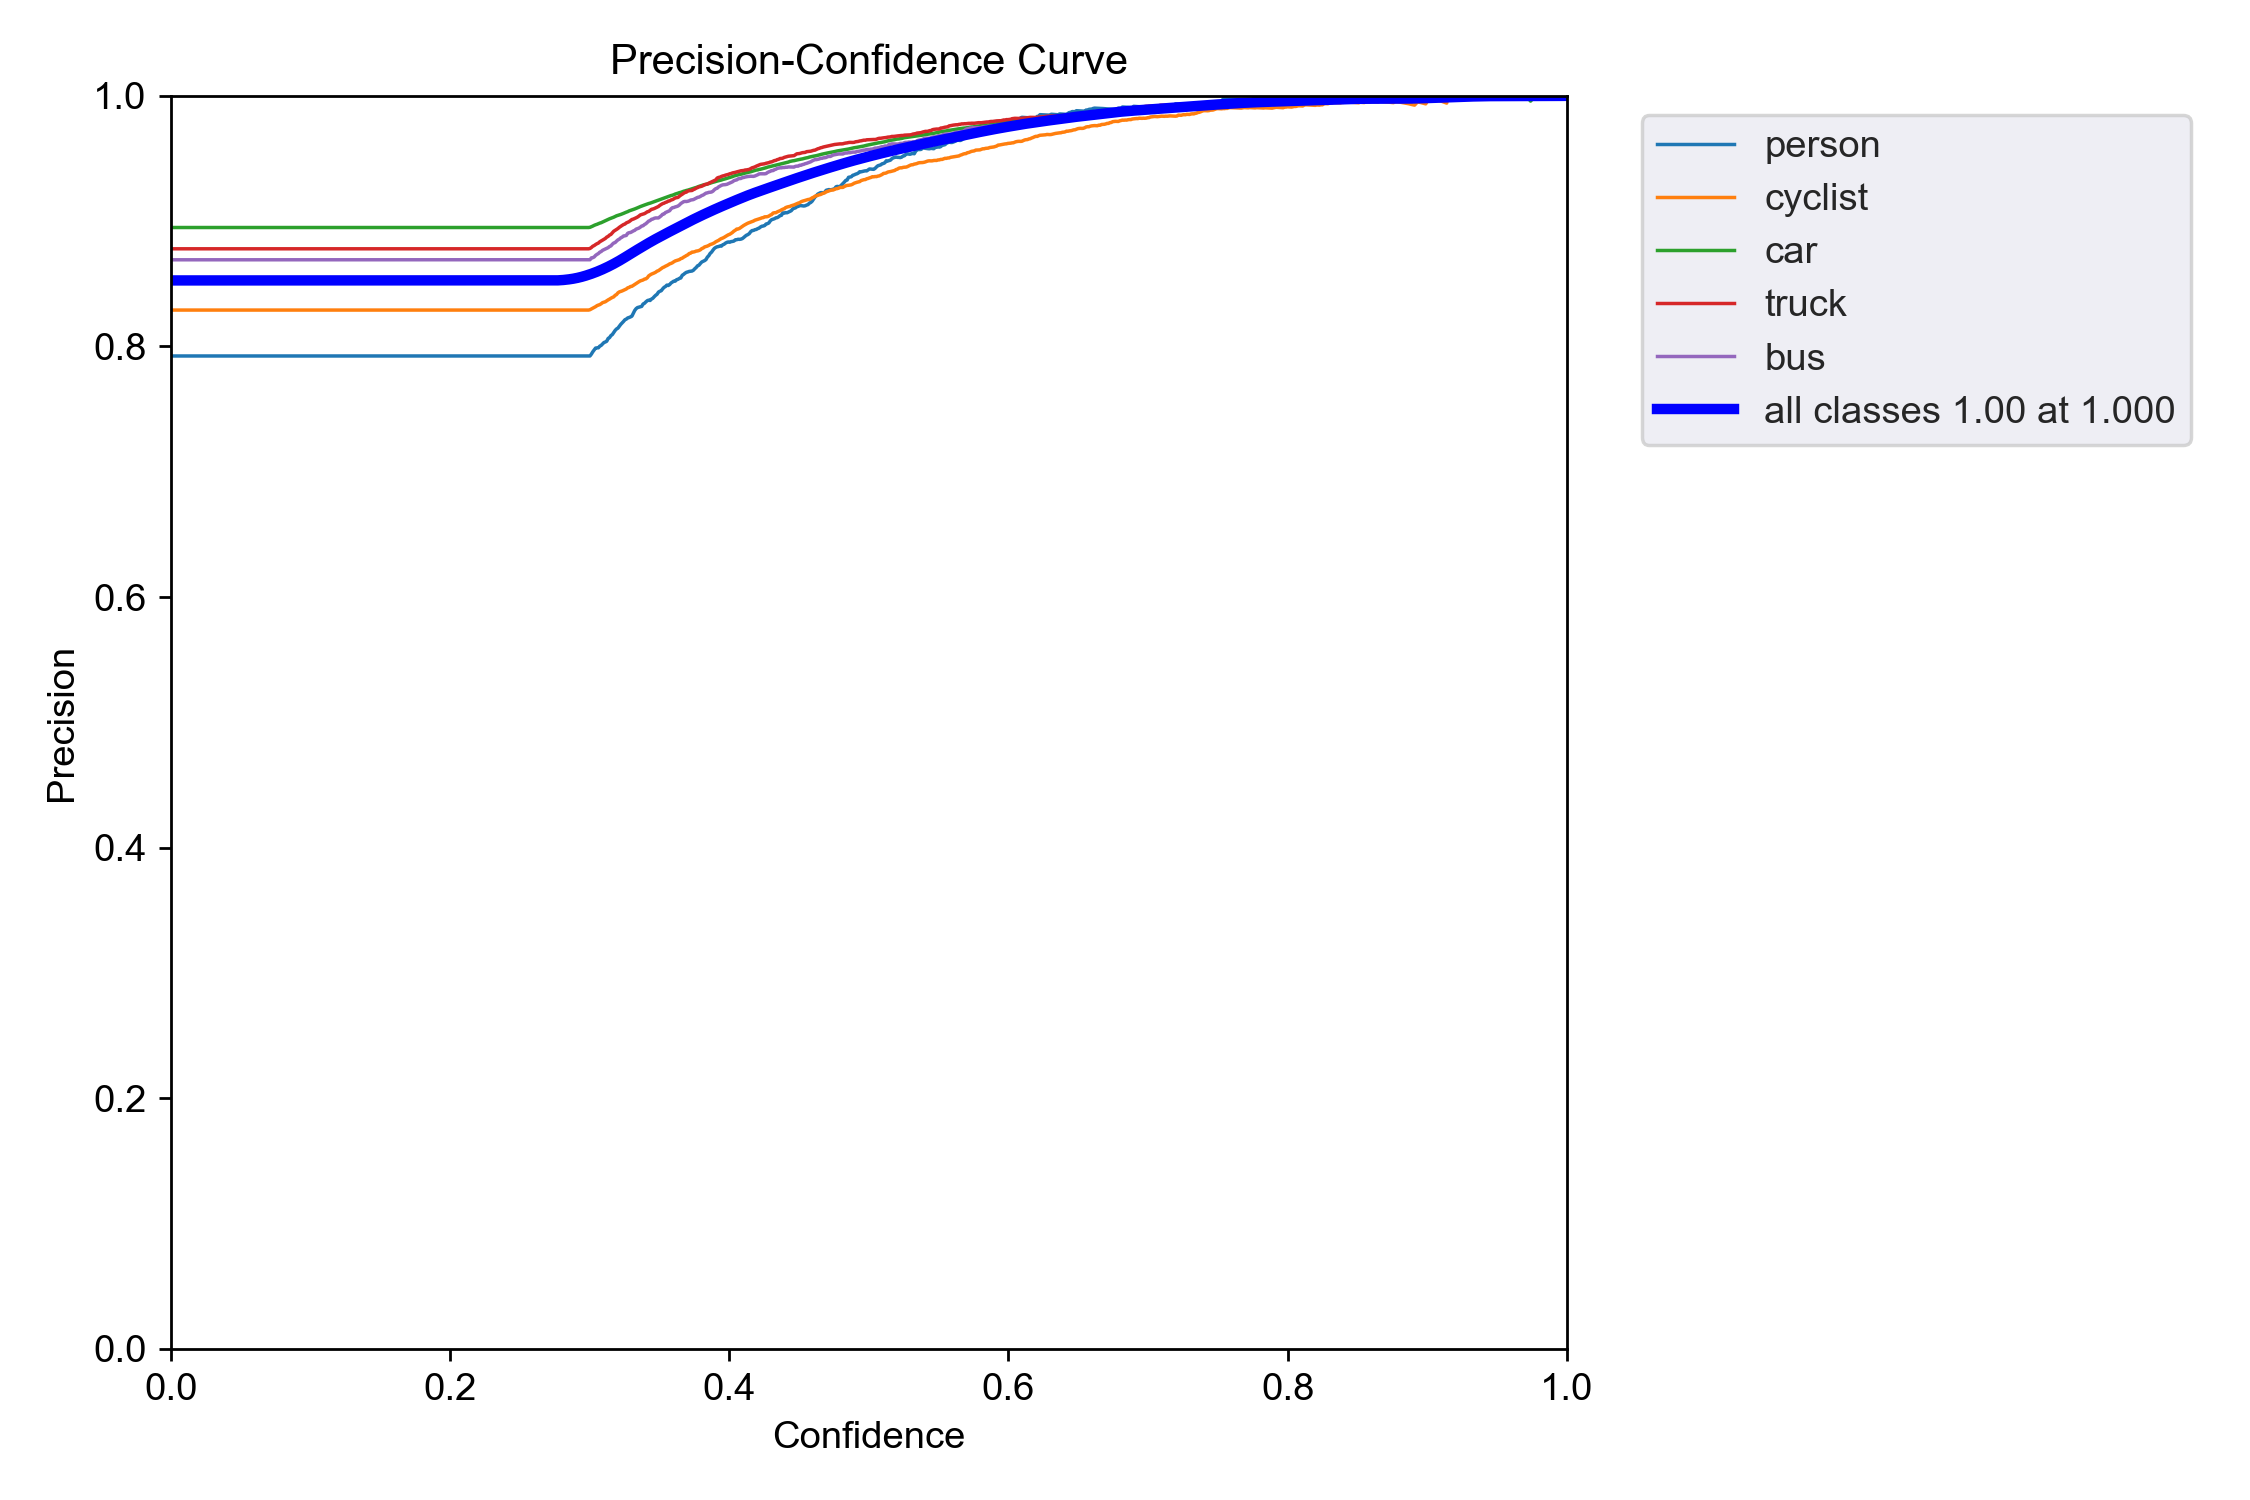 Precision-Confidence Curve
1.0
0.8
0.6
0.4
0.2
0.0
Precision
0.0 0.2 0.4 0.6 0.8 1.0
Confidence
person
cyclist
car
truck
bus
all classes 1.00 at 1.000